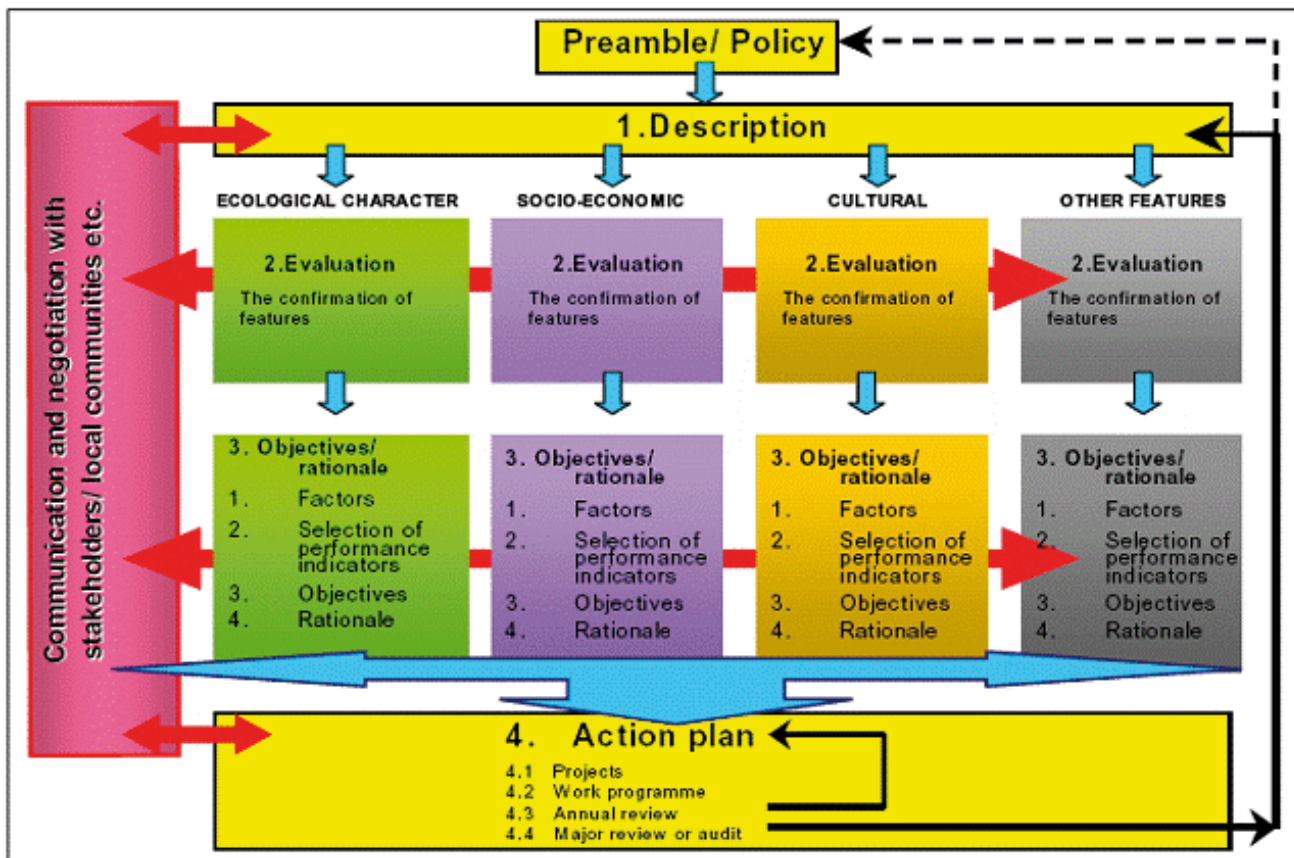 Preamble/ Policy
1.Description
Communication and negotiation with
stakeholders/ local communities etc.
ECOLOGICAL CHARACTER
SOCIO-ECONOMIC
CULTURAL
OTHER FEATURES
2.Evaluation
The confirmation of
features
2.Evaluation
The confirmation of
features
2.Evaluation
The confirmation of
features
2.Evaluation
The confirmation of
features
3. Objectives/
rationale
1. Factors
2. Selection of
performance
indicators
3. Objectives
4. Rationale
3. Objectives/
rationale
1. Factors
2. Selection of
performance
indicators
3. Objectives
4. Rationale
3. Objectives/
rationale
1. Factors
2. Selection of
performance
indicators
3. Objectives
4. Rationale
3. Objectives/
rationale
1. Factors
2. Selection of
performance
indicators
3. Objectives
4. Rationale
4. Action plan
4.1 Projects
4.2 Work programme
4.3 Annual review
4.4 Major review or audit